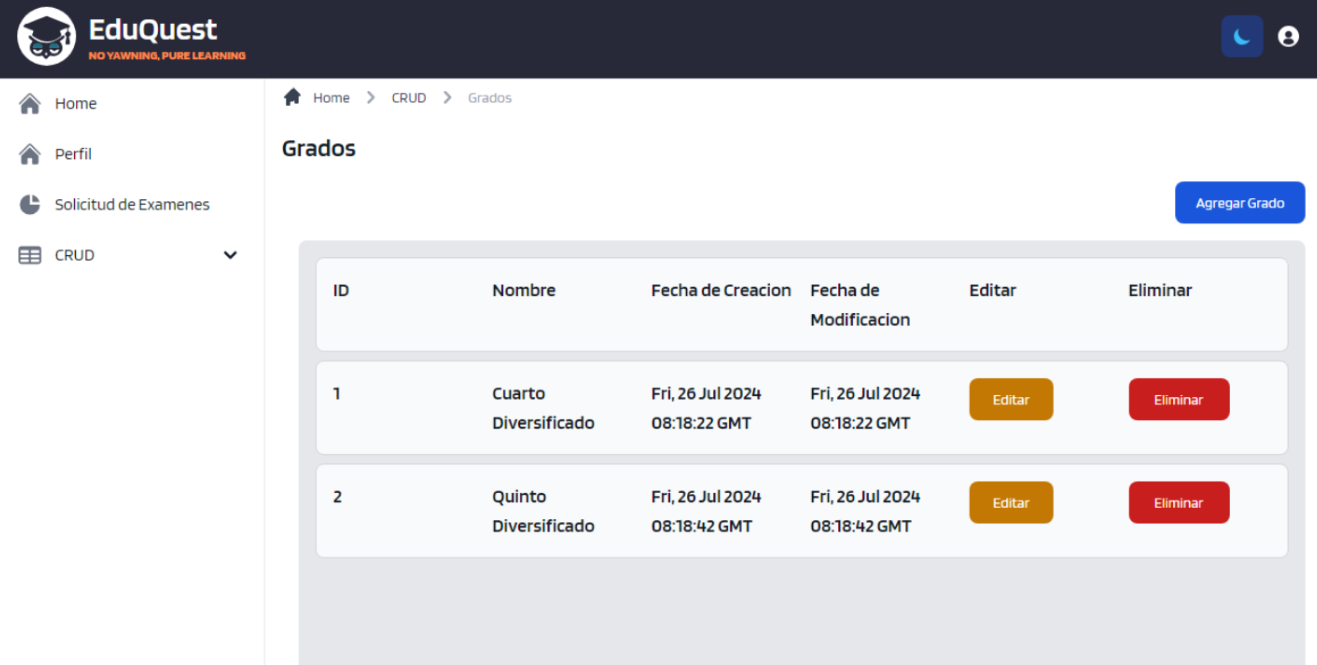 EduQuest
NO YAWNING, PURE LEARNING
Home
Perfil
Solicitud de Examenes
CRUD
Home > CRUD > Grados
Grados
Agregar Grado
ID Nombre Fecha de Creacion Fecha de Editar Eliminar
Modificacion
1 Cuarto Fri, 26 Jul 2024 Fri, 26 Jul 2024 Editar Eliminar
Diversificado 08:18:22 GMT 08:18:22 GMT
2 Quinto Fri, 26 Jul 2024 Fri, 26 Jul 2024 Editar Eliminar
Diversificado 08:18:42 GMT 08:18:42 GMT